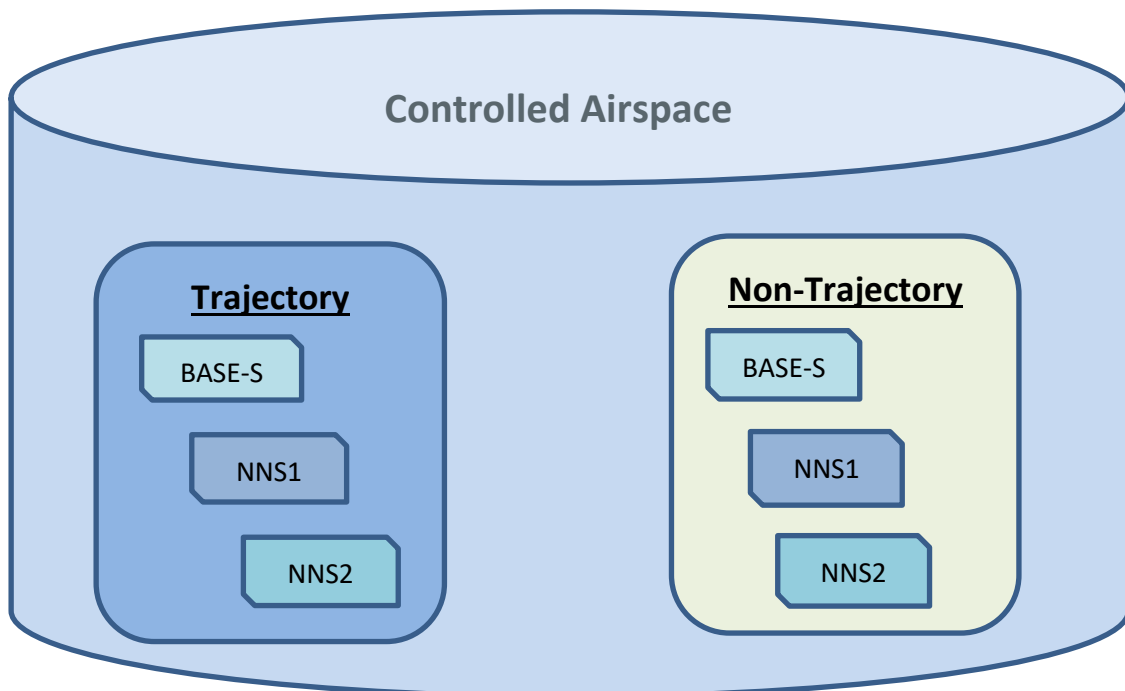 Controlled Airspace
Trajectory
BASE-S
NNS1
NNS2
Non-Trajectory
BASE-S
NNS1
NNS2